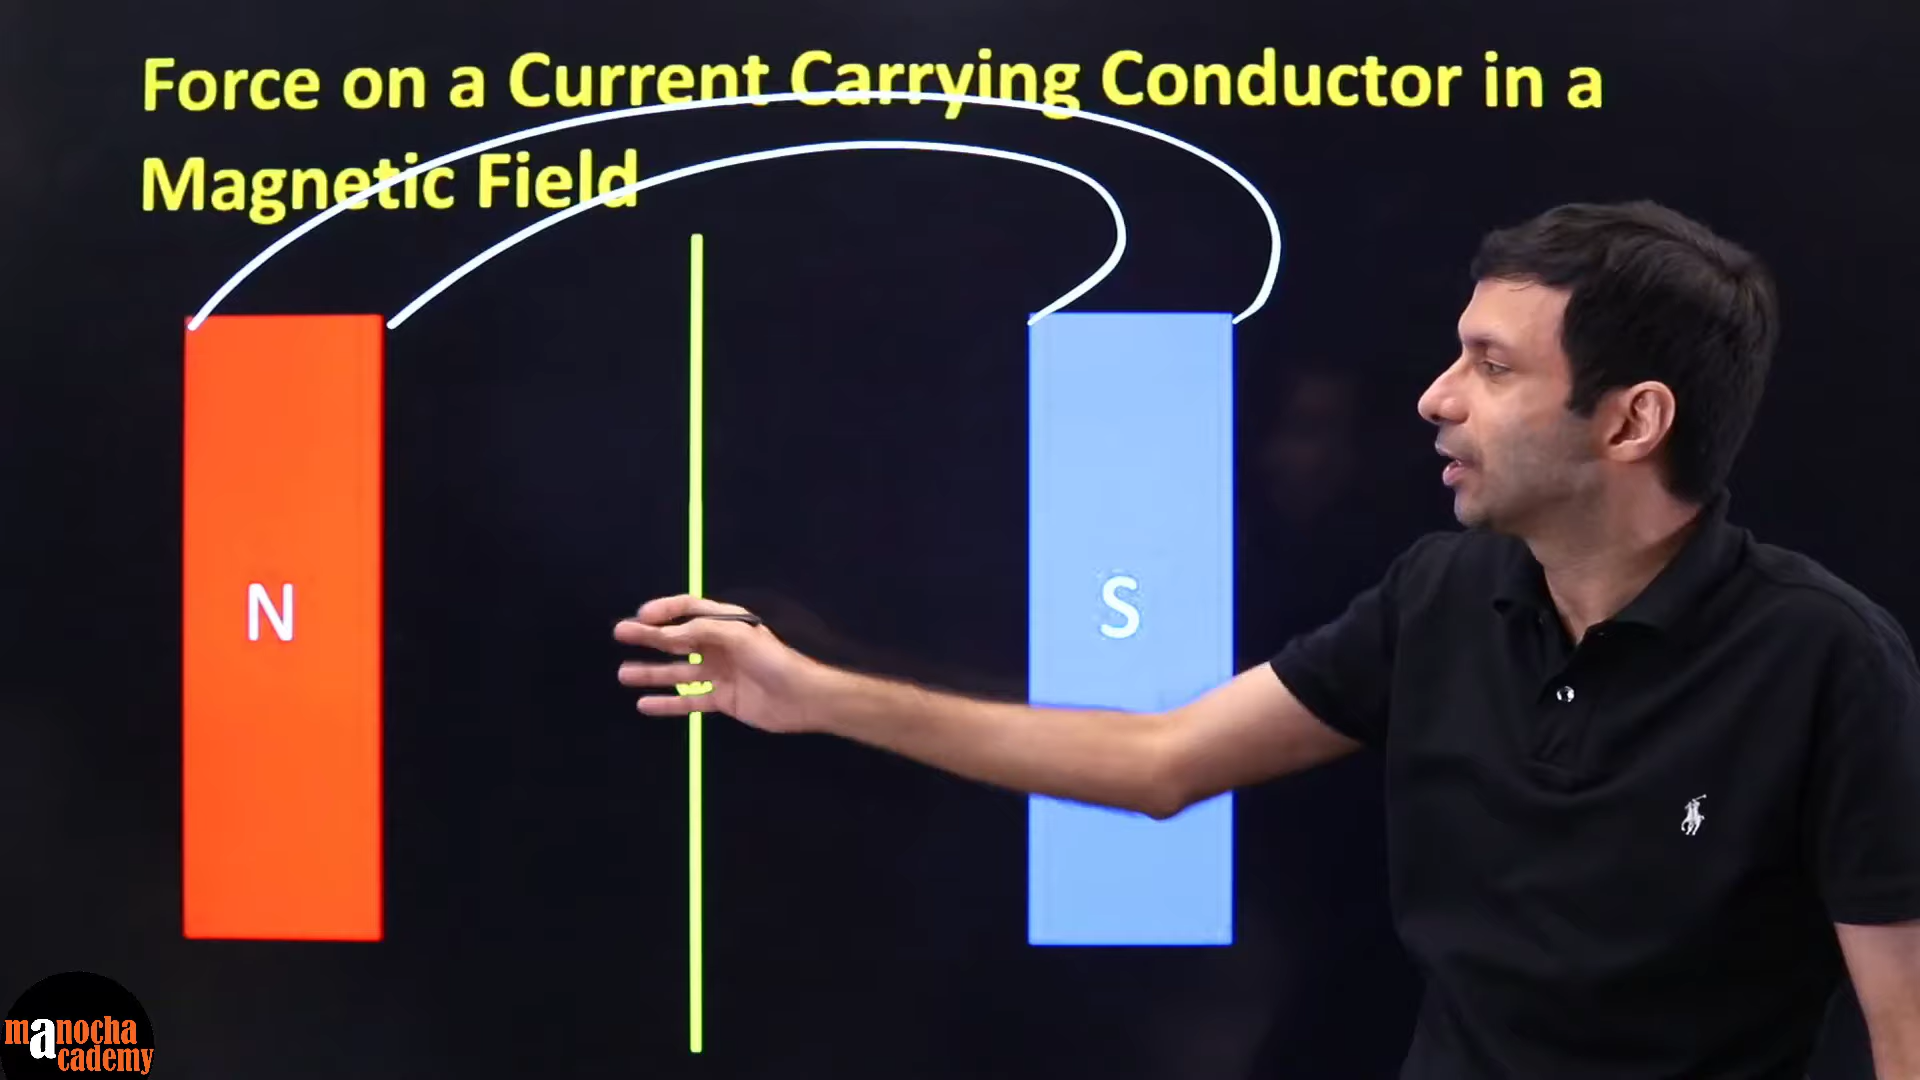 Force on a Current Carrying Conductor in a
Magnetic Field
N
S
manocha
academy